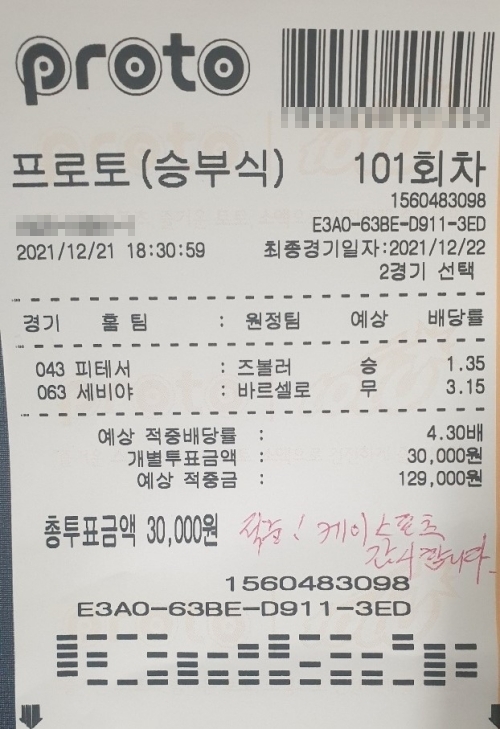 proto
프로토(승부식) 101회차
1560483098
E3A0-63BE-D911-3ED
2021/12/21 18:30:59 최종경기일자:2021/12/22
2경기 선택
경기 홈 팀 : 원정팀 예상 배당률
043 피테서 : 즈볼러 승 1.35
063 세비야 : 바르셀로 무 3.15
예상 적중배당률 : 4.30배
개별투표금액 : 30,000원
예상 적중금 : 129,000원
총투표금액 30,000원
적중! 케이스포츠
감사합니다.
1560483098
E3A0-63BE-D911-3ED